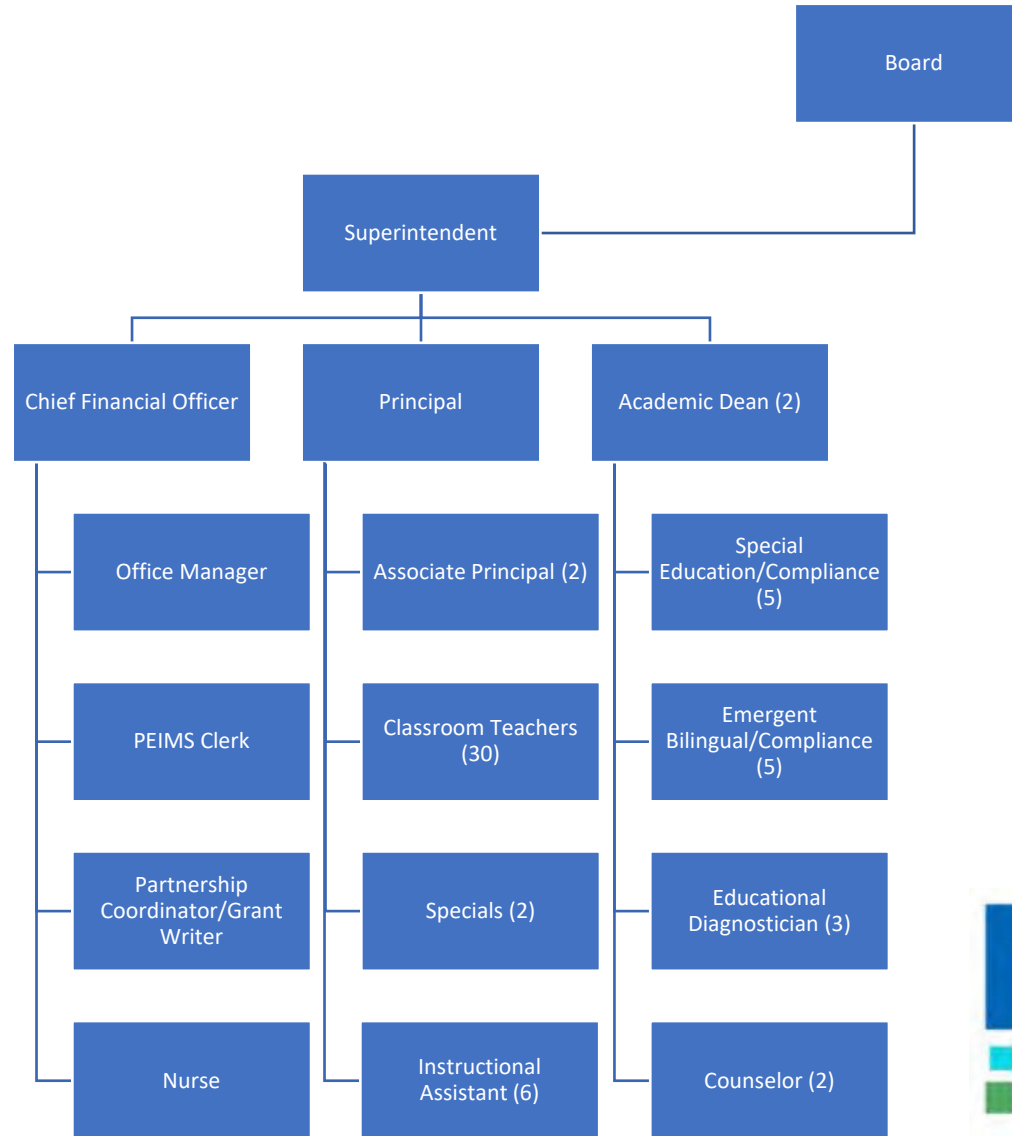 Board
Superintendent
Chief Financial Officer
Principal
Academic Dean (2)
Office Manager
Associate Principal (2)
Special
Education/Compliance
(5)
PEIMS Clerk
Classroom Teachers
(30)
Emergent
Bilingual/Compliance
(5)
Partnership
Coordinator/Grant
Writer
Specials (2)
Educational
Diagnostician (3)
Nurse
Instructional
Assistant (6)
Counselor (2)